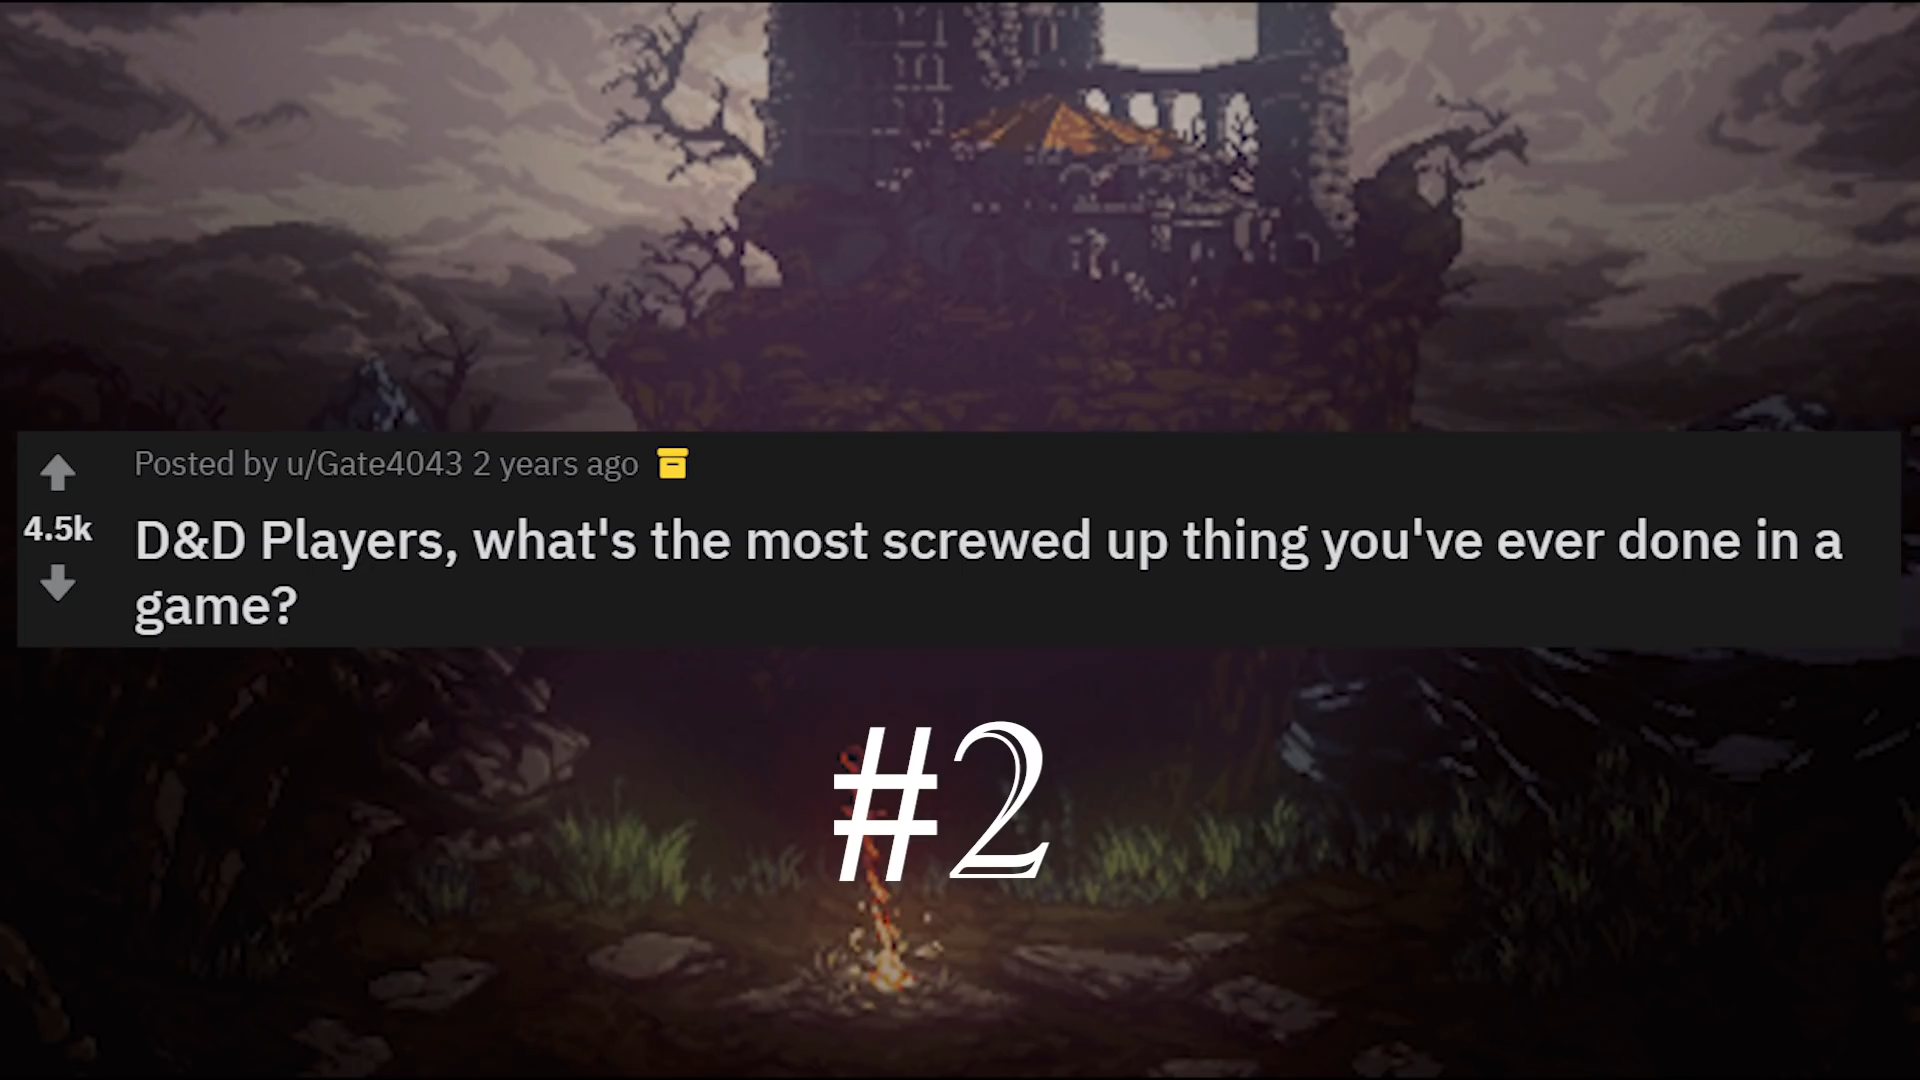 Posted by u/Gate4043 2 years ago
4.5k
D&D Players, what's the most screwed up thing you've ever done in a
game?
#2